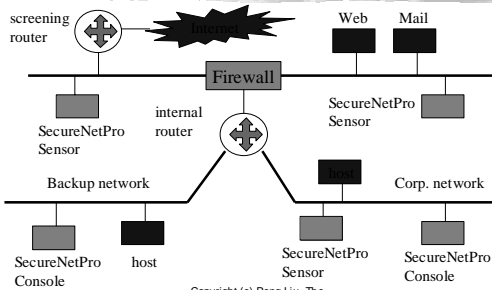 screening
router
Internet
Web
Mail
Firewall
SecureNetPro
Sensor
internal
router
SecureNetPro
Sensor
Backup network
host
Corp. network
SecureNetPro
Console
host
SecureNetPro
Sensor
SecureNetPro
Console